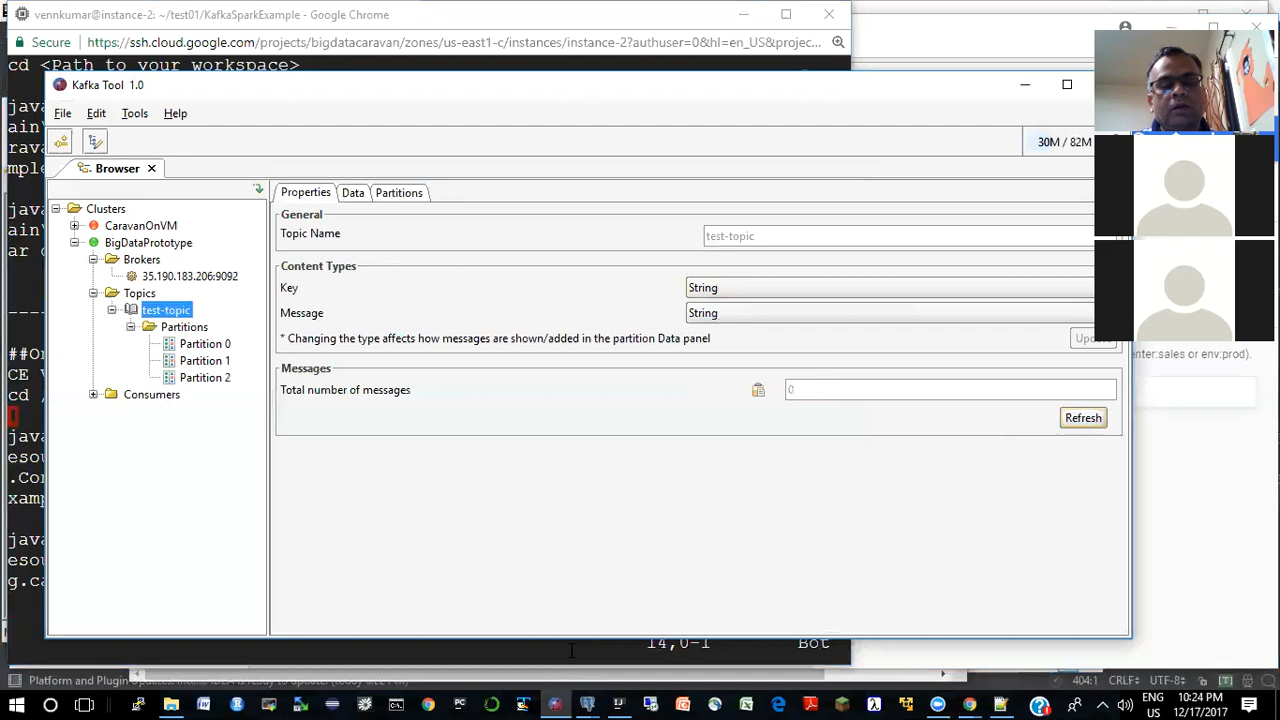 vennkumar@instance-2: ~/test01/KafkaSparkExample - Google Chrome
Secure https://ssh.cloud.google.com/projects/bigdatacaravan/zones/us-east1-c/instances/instance-2?authuser=0&hl=en_US&projec...
cd <Path to your workspace>
Kafka Tool 1.0
File Edit Tools Help
30M / 82M
Browser
Clusters
CaravanOnVM
BigDataPrototype
Brokers
35.190.183.206:9092
Topics
test-topic
Partitions
Partition 0
Partition 1
Partition 2
Consumers
Properties Data Partitions
General
Topic Name test-topic
Content Types
Key String
Message String
* Changing the type affects how messages are shown/added in the partition Data panel
Messages
Total number of messages 0
Refresh
enter:sales or env:prod).
14,0-1 Bot
Platform and Plugin
404:1 CRLF UTF-8
ENG
US
10:24 PM
12/17/2017